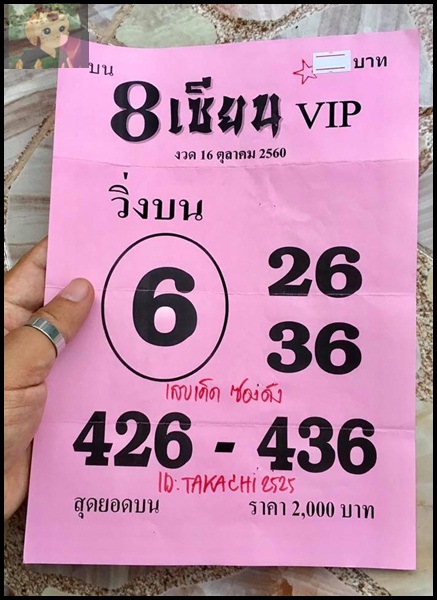 บน
บาท
8เซียน VIP
งวด 16 ตุลาคม 2560
วิ่งบน
6
26
36
เลขเด็ด ซองดัง
426 - 436
ID: TAKACHI2525
สุดยอดบน
ราคา 2,000 บาท